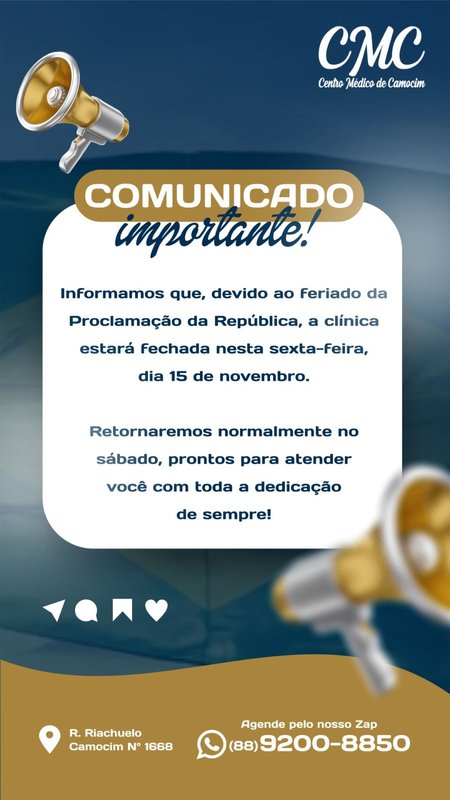 CMC
Centro Médico de Camocim
COMUNICADO
importante!
Informamos que, devido ao feriado da
Proclamação da República, a clínica
estará fechada nesta sexta-feira,
dia 15 de novembro.
Retornaremos normalmente no
sábado, prontos para atender
você com toda a dedicação
de sempre!
R. Riachuelo
Camocim N° 1668
Agende pelo nosso Zap
(88)9200-8850